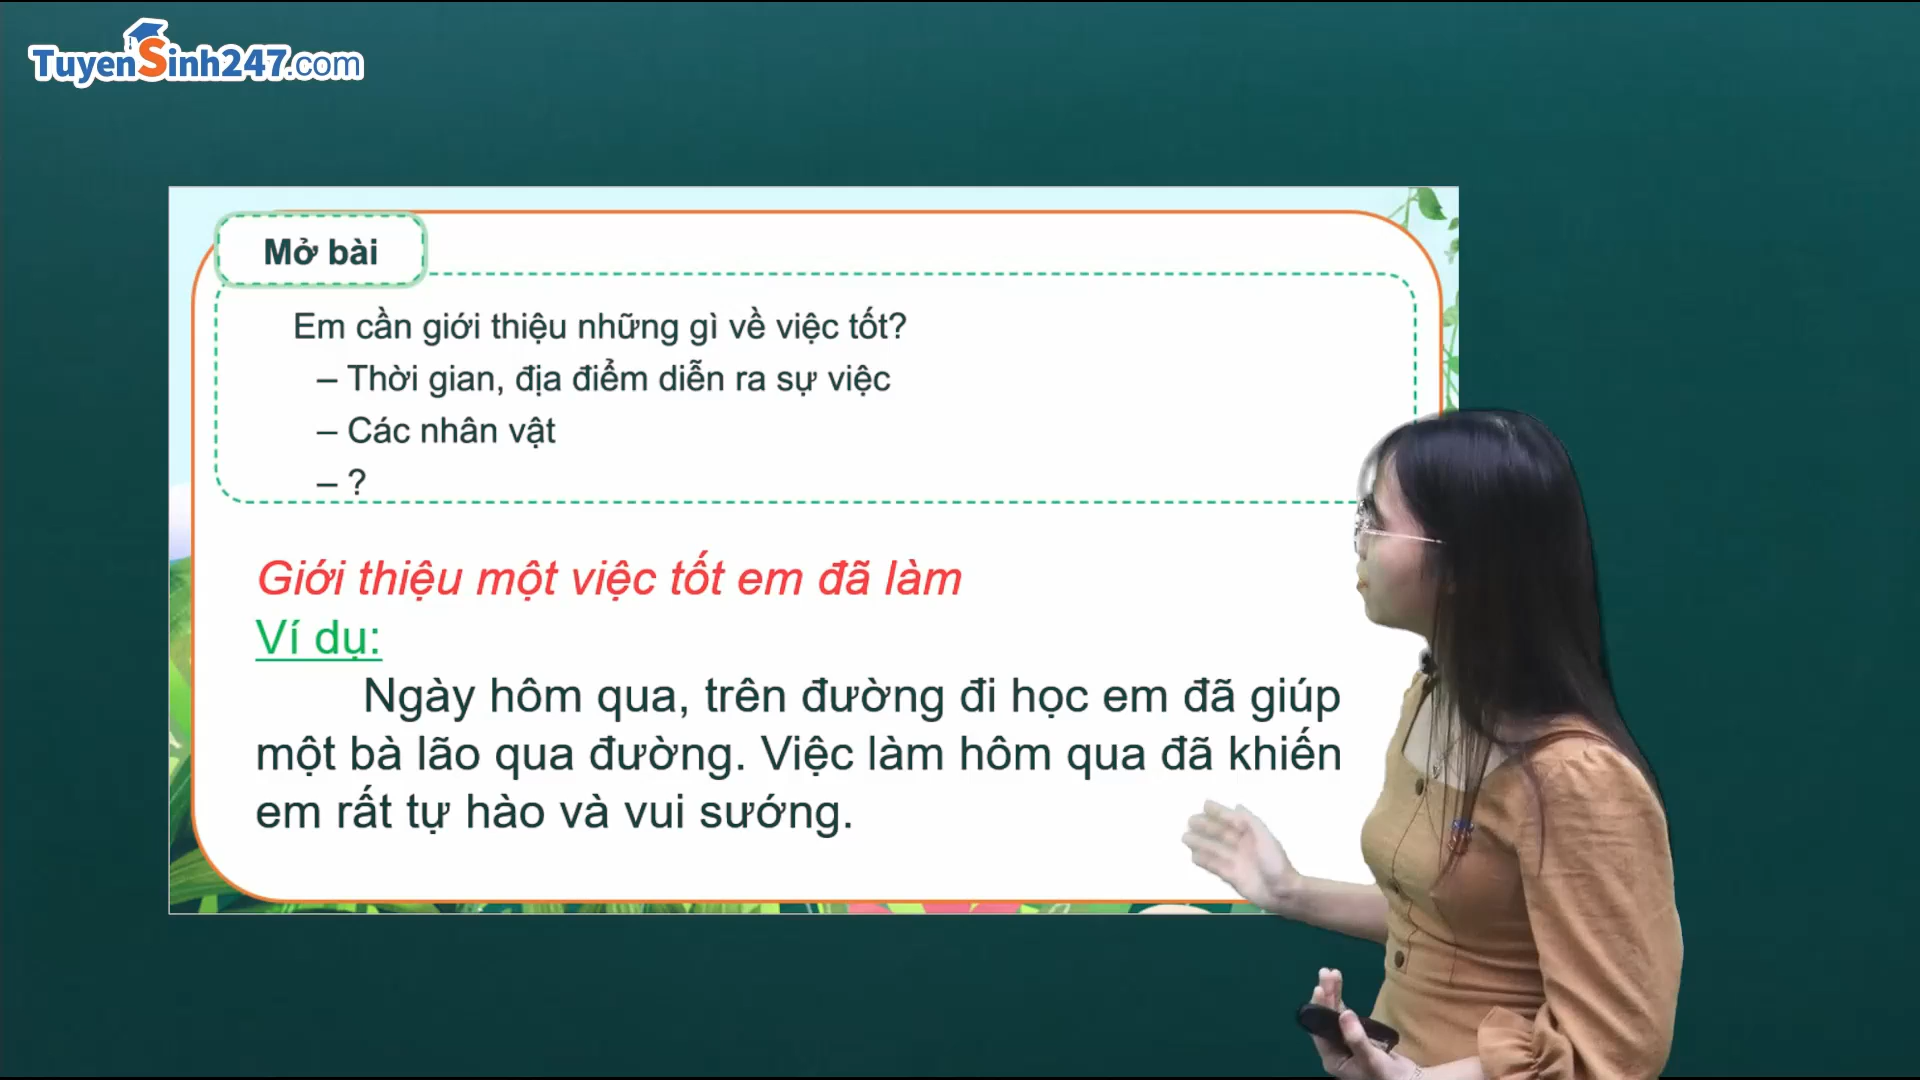 TuyenSinh247.com
Mở bài
Em cần giới thiệu những gì về việc tốt?
– Thời gian, địa điểm diễn ra sự việc
– Các nhân vật
– ?
Giới thiệu một việc tốt em đã làm
Ví dụ:
Ngày hôm qua, trên đường đi học em đã giúp
một bà lão qua đường. Việc làm hôm qua đã khiến
em rất tự hào và vui sướng.